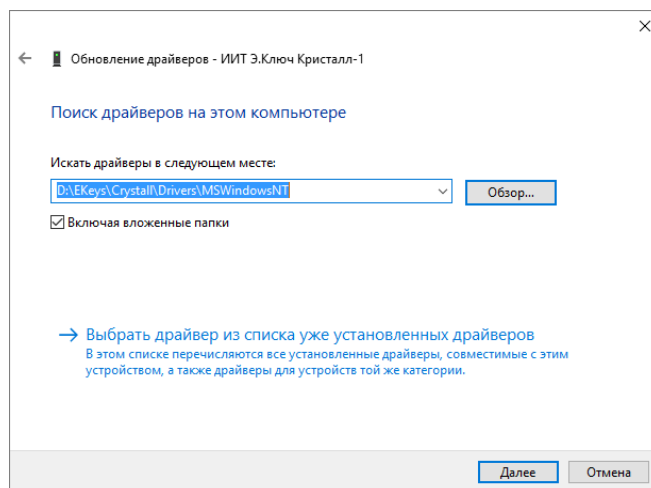 Обновление драйверов - ИИТ Э.Ключ Кристалл-1
Поиск драйверов на этом компьютере
Искать драйверы в следующем месте:
D:\EKeys\Crystall\Drivers\MSWindowsNT
Обзор...
Включая вложенные папки
Выбрать драйвер из списка уже установленных драйверов
В этом списке перечисляются все установленные драйверы, совместимые с этим
устройством, а также драйверы для устройств той же категории.
Далее
Отмена